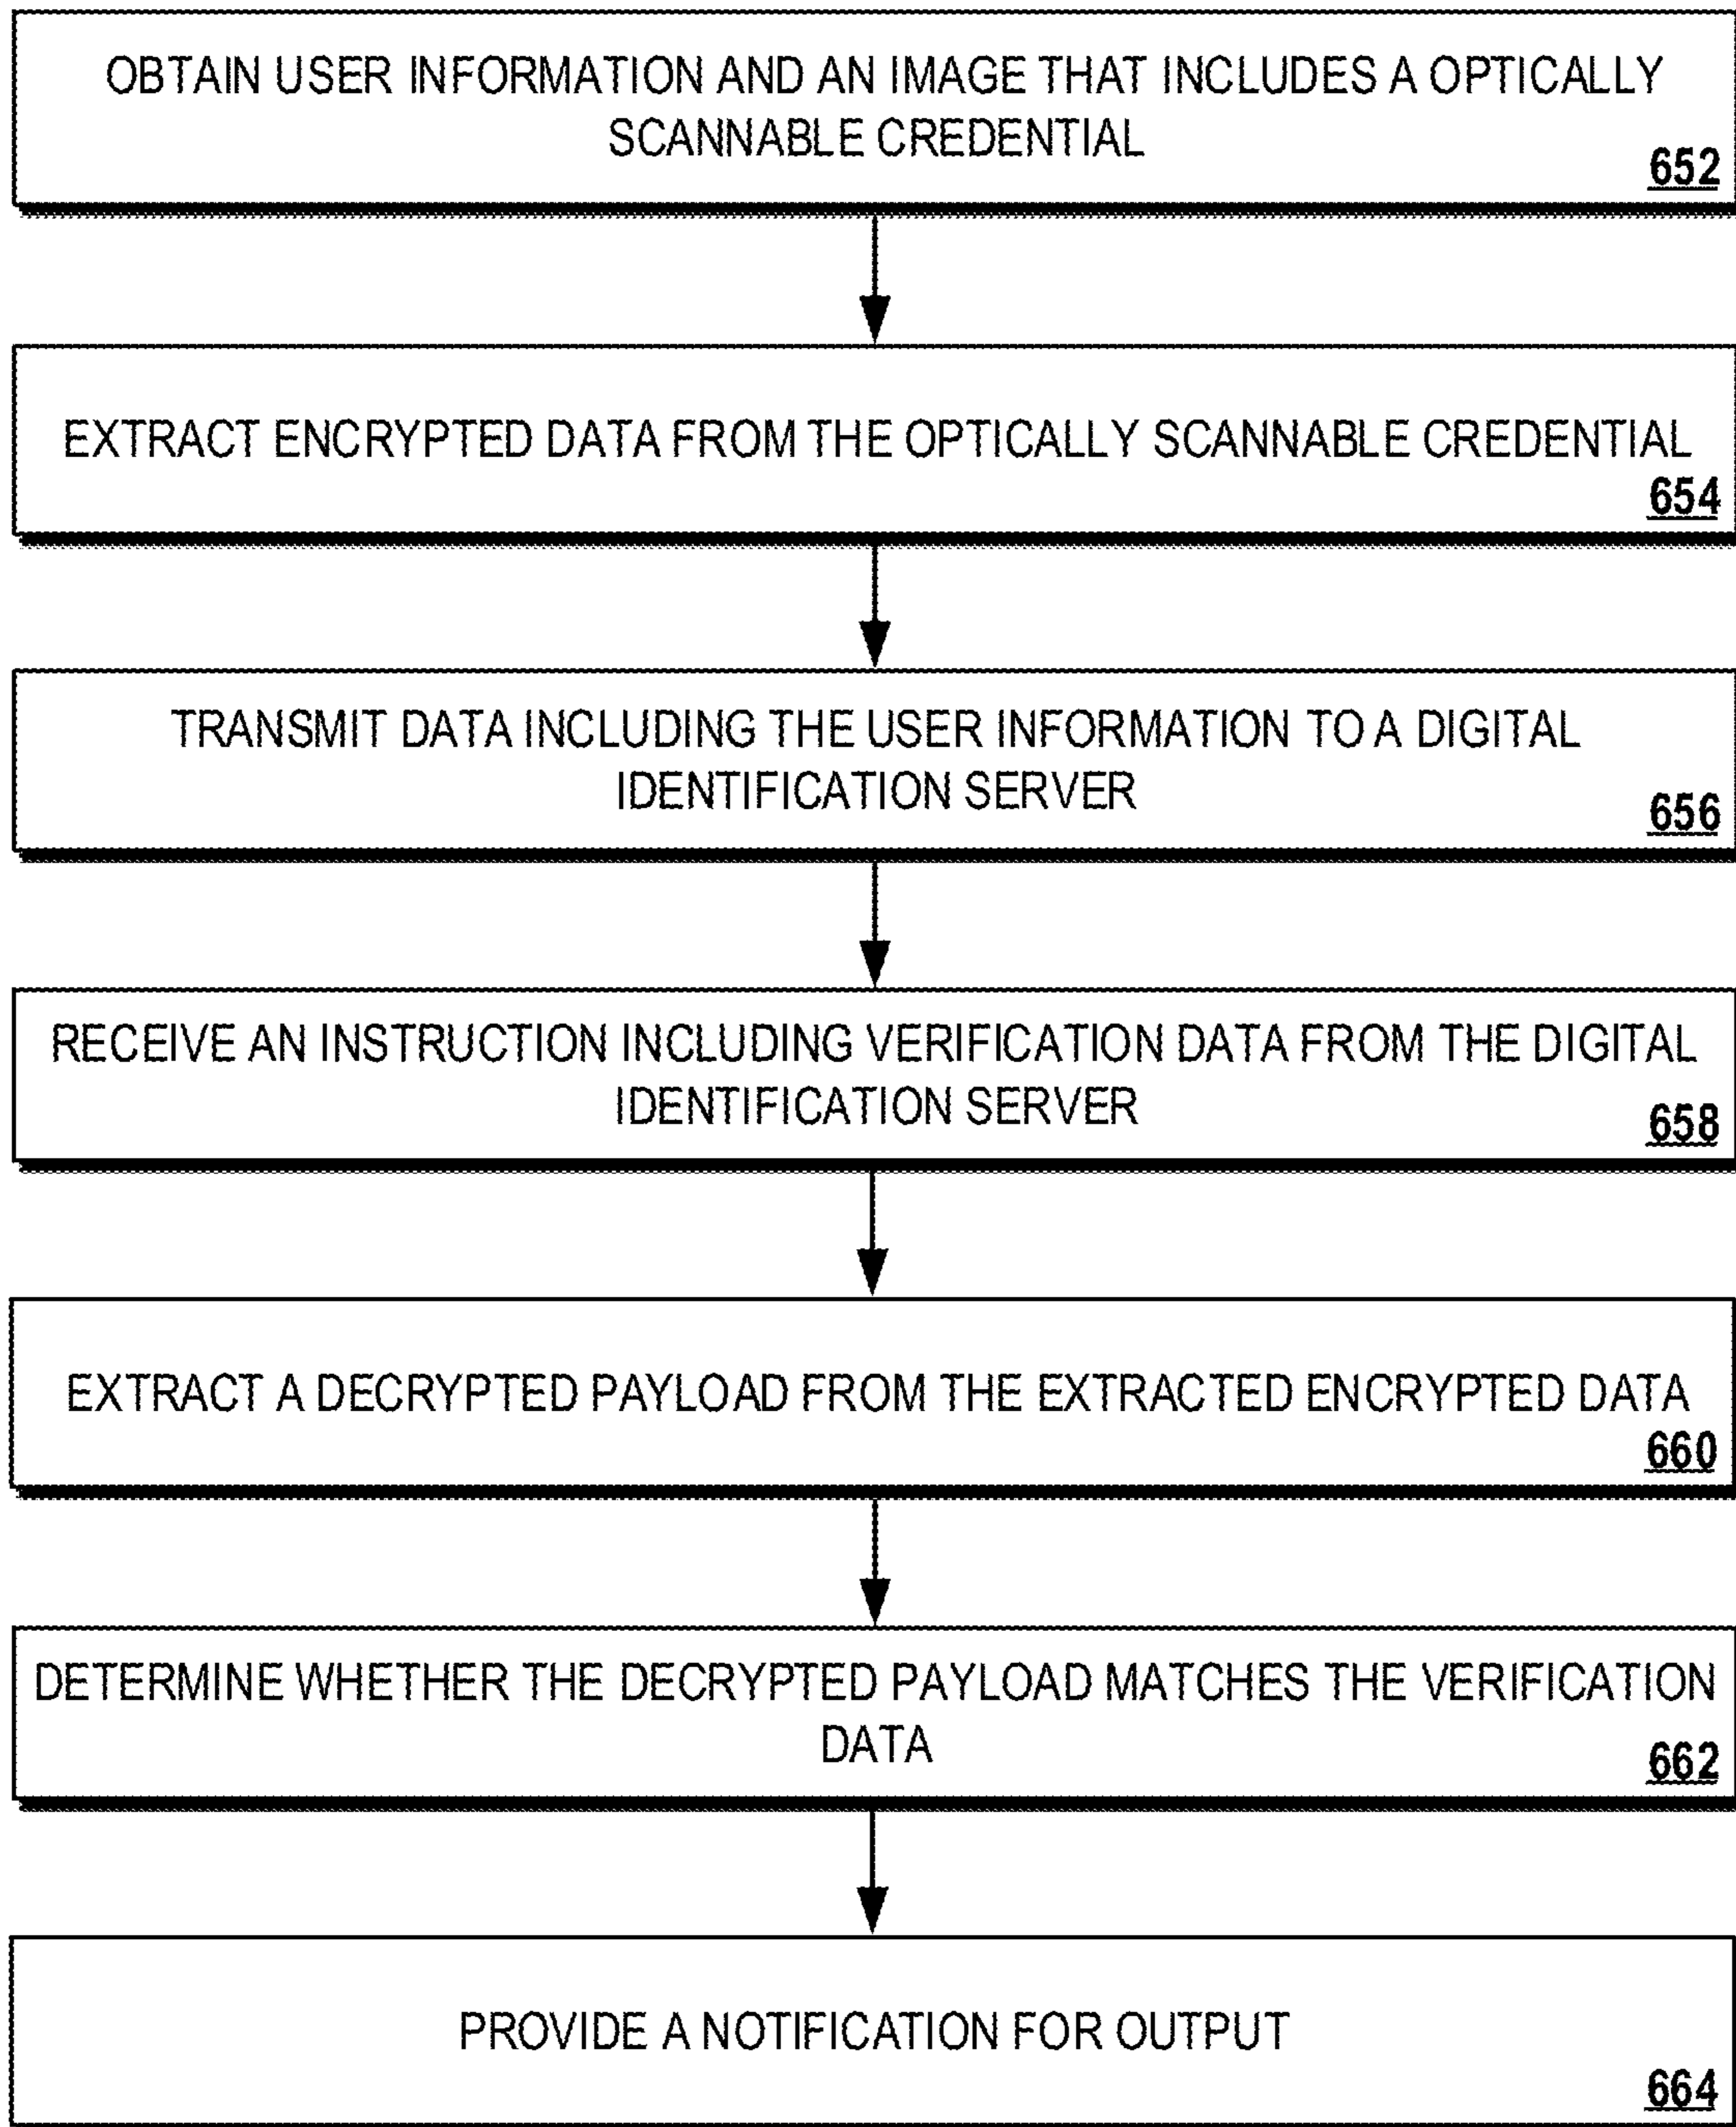 OBTAIN USER INFORMATION AND AN IMAGE THAT INCLUDES A OPTICALLY
SCANNABLE CREDENTIAL
652
EXTRACT ENCRYPTED DATA FROM THE OPTICALLY SCANNABLE CREDENTIAL
654
TRANSMIT DATA INCLUDING THE USER INFORMATION TO A DIGITAL
IDENTIFICATION SERVER
656
RECEIVE AN INSTRUCTION INCLUDING VERIFICATION DATA FROM THE DIGITAL
IDENTIFICATION SERVER
658
EXTRACT A DECRYPTED PAYLOAD FROM THE EXTRACTED ENCRYPTED DATA
660
DETERMINE WHETHER THE DECRYPTED PAYLOAD MATCHES THE VERIFICATION
DATA
662
PROVIDE A NOTIFICATION FOR OUTPUT
664